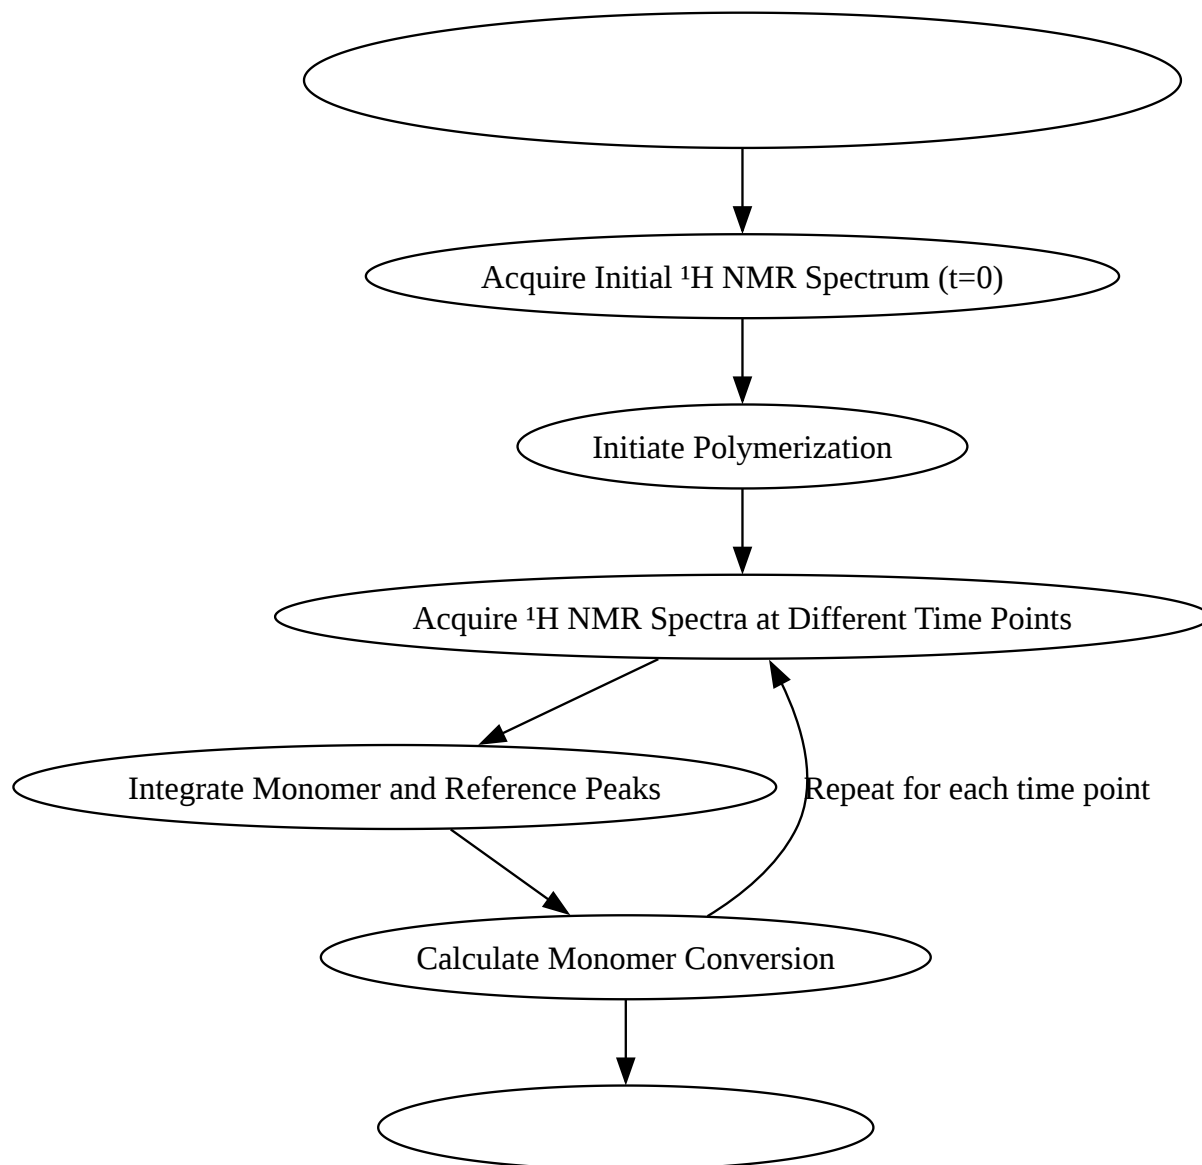 Acquire Initial ¹H NMR Spectrum (t=0)
Initiate Polymerization
Acquire ¹H NMR Spectra at Different Time Points
Integrate Monomer and Reference Peaks
Repeat for each time point
Calculate Monomer Conversion